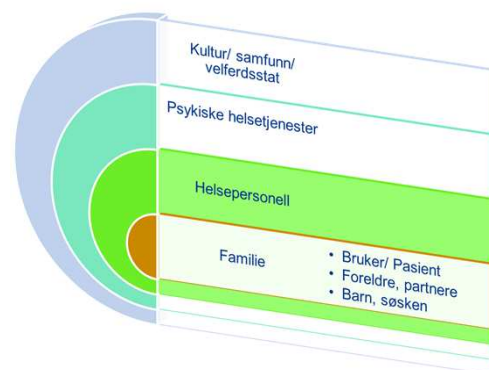 Kultur/ samfunn/
velferdsstat
Psykiske helsetjenester
Helsepersonell
Familie
• Bruker/ Pasient
• Foreldre, partnere
• Barn, søsken